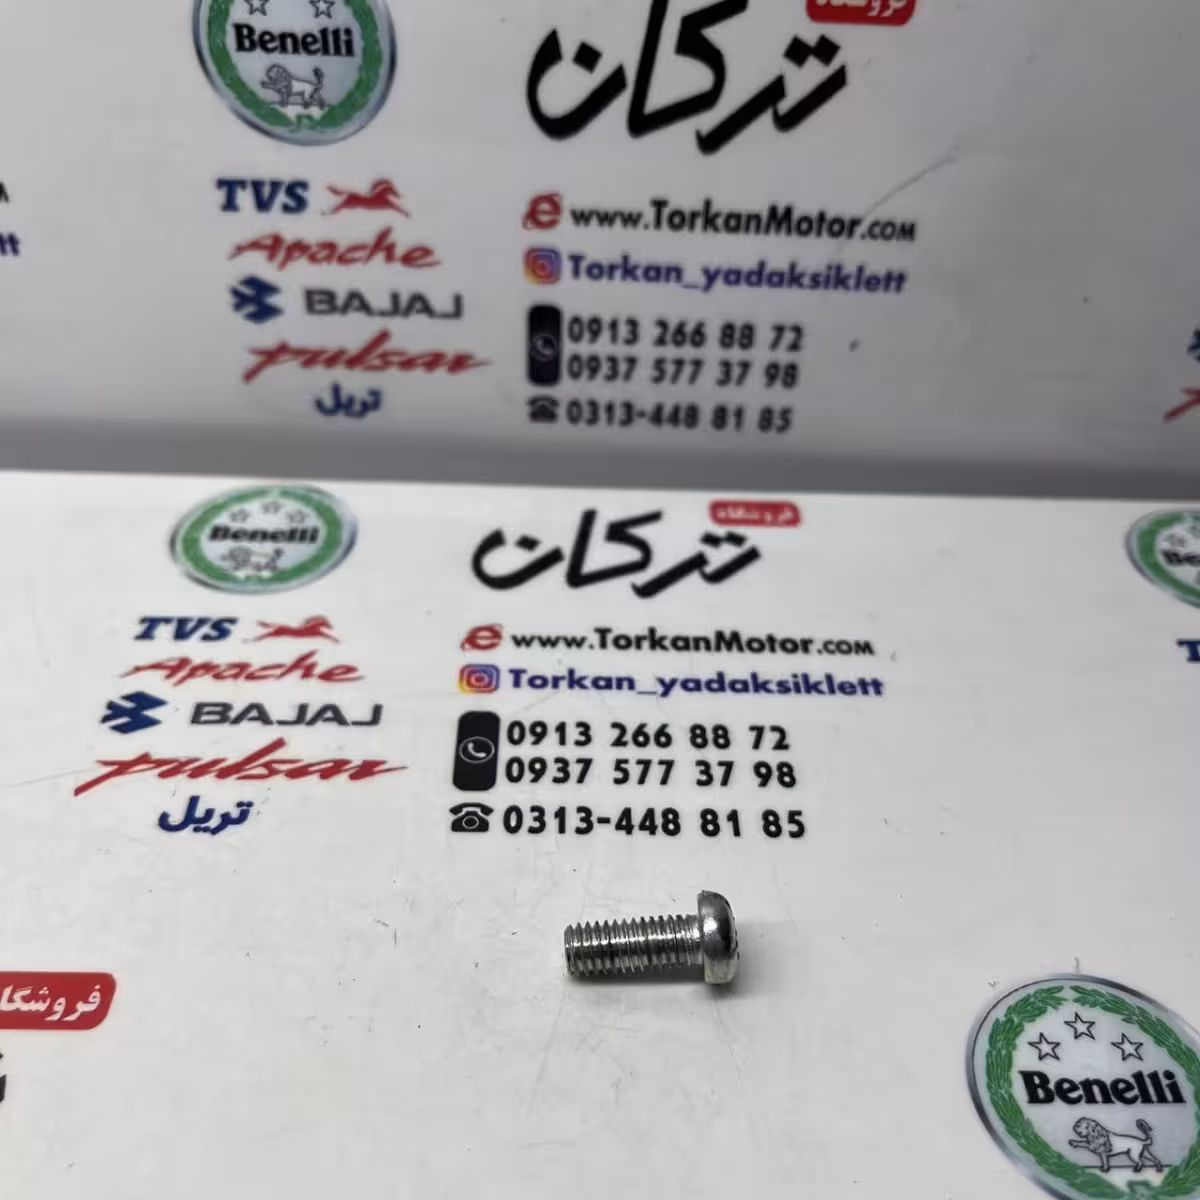 Benelli
فروشگاه
ترکان
TVS
Apache
BAJAJ
Pulsar
تریل
www.TorkanMotor.com
Torkan_yadaksiklett
0913 266 88 72
0937 577 37 98
0313-448 81 85
tt
Benelli
فروشگاه
ترکان
TVS
Apache
BAJAJ
Pulsar
تریل
www.TorkanMotor.com
Torkan_yadaksiklett
0913 266 88 72
0937 577 37 98
0313-448 81 85
Be
T
فروشگا
Benelli